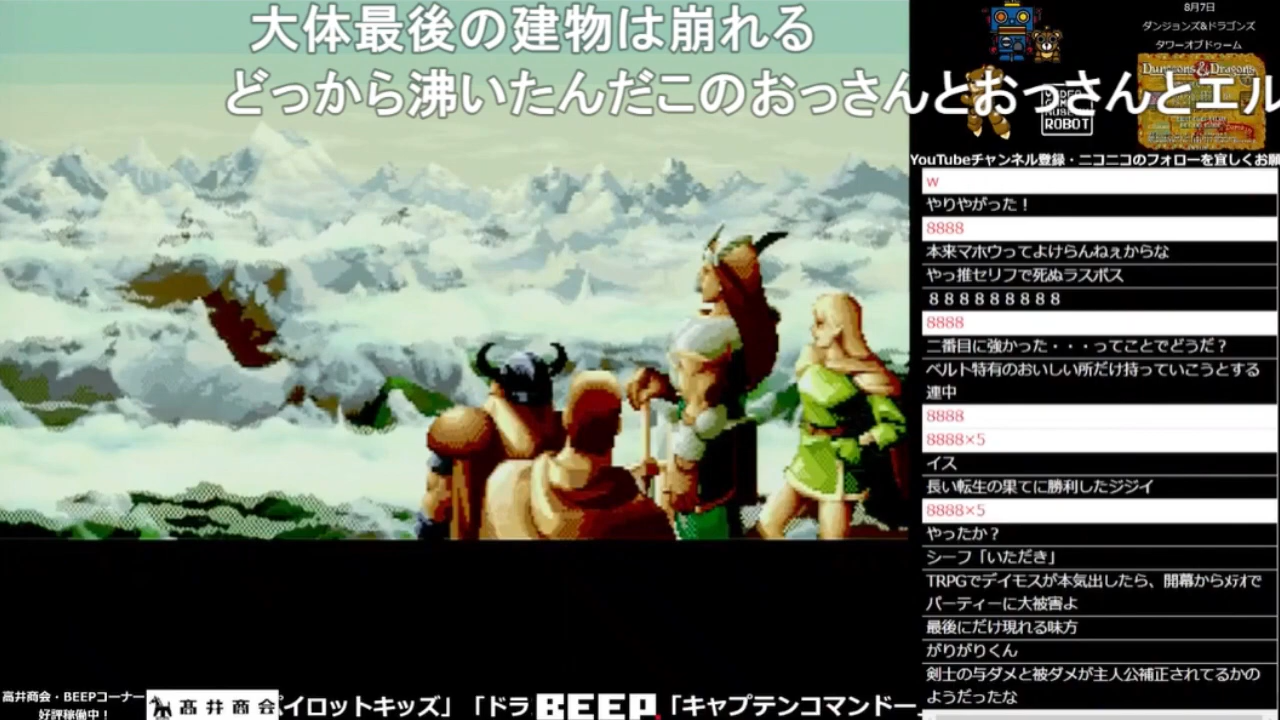 大体最後の建物は崩れる
どっから沸いたんだこのおっさんとおっさんとエル
8月7日
ダンジョンズ&ドラゴンズ
タワーオブドゥーム
Dungeons & Dragons
ROBOT
YouTubeチャンネル登録・ニコニコのフォローを宜しくお願
w
やりやがった！
8888
本来マホウってよけらんねぇからな
やっ推セリフで死ぬラスボス
８８８８８８８８８
8888
二番目に強かった・・・ってことでどうだ？
ベルト特有のおいしい所だけ持っていこうとする
連中
8888
8888×5
イス
長い転生の果てに勝利したジジイ
8888×5
やったか？
シーフ「いただき」
TRPGでデイモスが本気出したら、開幕からﾒﾃｵで
パーティーに大被害よ
最後にだけ現れる味方
がりがりくん
剣士の与ダメと被ダメが主人公補正されてるかの
ようだったな
高井商会・BEEPコーナー
好評稼働中！
髙井商会
パイロットキッズ」「ドラ
BEEP.
「キャプテンコマンドー